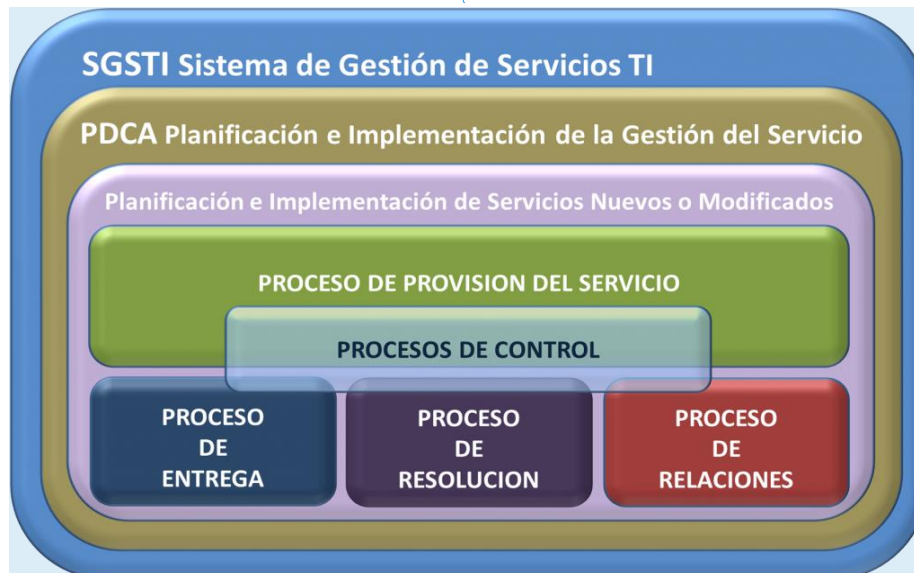 SGSTI Sistema de Gestión de Servicios TI
PDCA Planificación e Implementación de la Gestión del Servicio
Planificación e Implementación de Servicios Nuevos o Modificados
PROCESO DE PROVISION DEL SERVICIO
PROCESOS DE CONTROL
PROCESO
DE
ENTREGA
PROCESO
DE
RESOLUCION
PROCESO
DE
RELACIONES